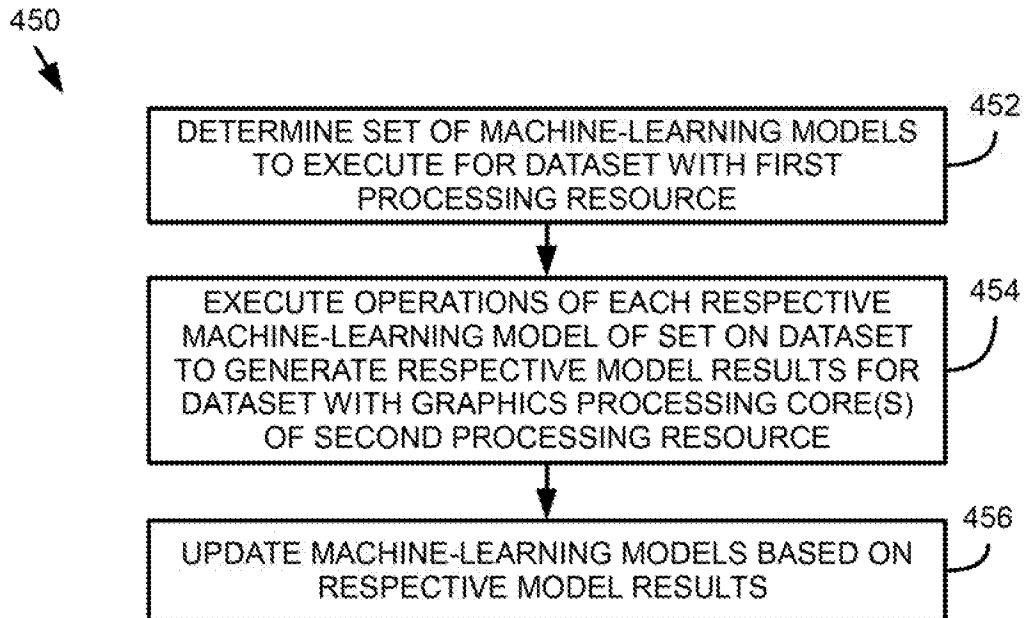 450
DETERMINE SET OF MACHINE-LEARNING MODELS
TO EXECUTE FOR DATASET WITH FIRST
PROCESSING RESOURCE
452
EXECUTE OPERATIONS OF EACH RESPECTIVE
MACHINE-LEARNING MODEL OF SET ON DATASET
TO GENERATE RESPECTIVE MODEL RESULTS FOR
DATASET WITH GRAPHICS PROCESSING CORE(S)
OF SECOND PROCESSING RESOURCE
454
UPDATE MACHINE-LEARNING MODELS BASED ON
RESPECTIVE MODEL RESULTS
456